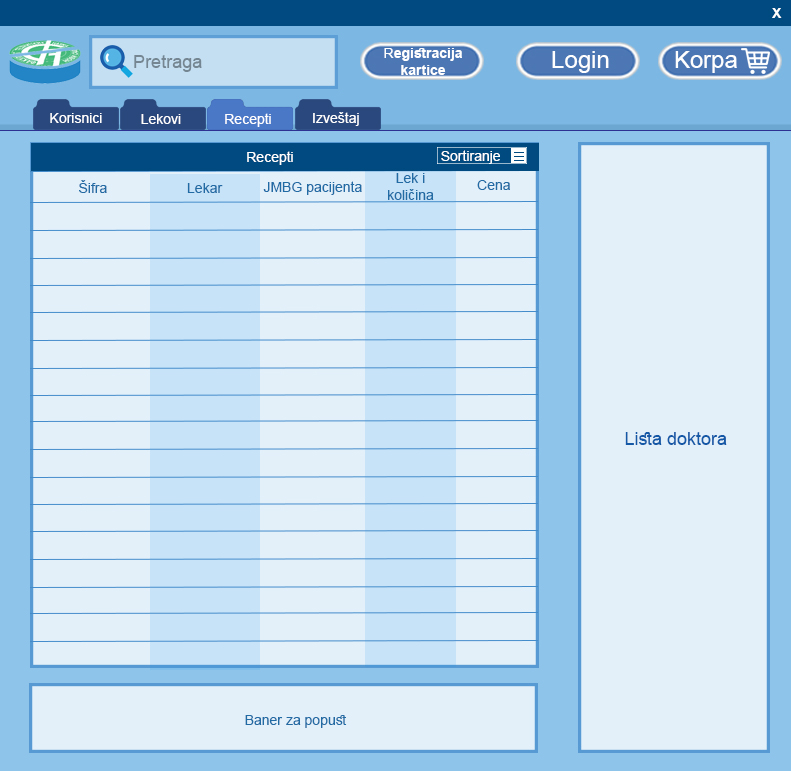 x
Pretraga
Registracija
kartice
Login
Korpa
Korisnici
Lekovi
Recepti
Izveštaj
Recepti
Sortiranje
Šifra
Lekar
JMBG pacijenta
Lek i
količina
Cena
Lista doktora
Baner za popust